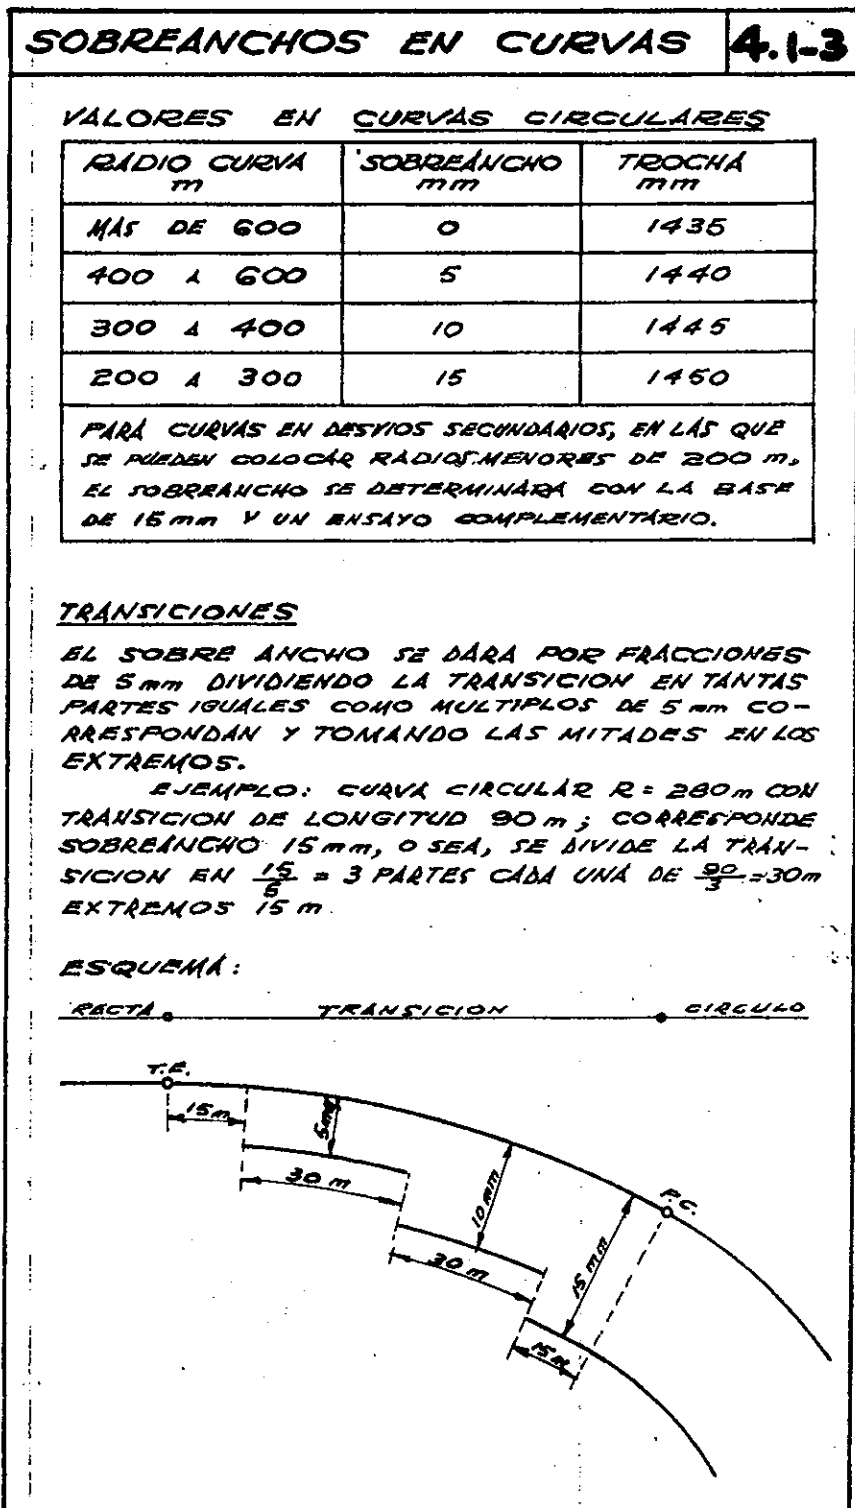 SOBREANCHOS EN CURVAS 4.1-3
VALORES EN CURVAS CIRCULARES
RADIO CURVA m SOBREANCHO mm TROCHA mm
MAS DE 600 0 1435
400 A 600 5 1440
300 A 400 10 1445
200 A 300 15 1450
PARA CURVAS EN DESVIOS SECUNDARIOS, EN LAS QUE
SE PUEDEN COLOCAR RADIOS MENORES DE 200 m,
EL SOBREANCHO SE DETERMINARA CON LA BASE
DE 15 mm Y UN ENSAYO COMPLEMENTARIO.
TRANSICIONES
EL SOBRE ANCHO SE DARA POR FRACCIONES
DE 5 mm DIVIDIENDO LA TRANSICION EN TANTAS
PARTES IGUALES COMO MULTIPLOS DE 5 mm CO-
RRESPONDAN Y TOMANDO LAS MITADES EN LOS
EXTREMOS.
EJEMPLO: CURVA CIRCULAR R = 280 m CON
TRANSICION DE LONGITUD 90 m; CORRESPONDE
SOBREANCHO 15 mm, O SEA, SE DIVIDE LA TRAN-
SICION EN 15/5 = 3 PARTES CADA UNA DE 90/3 = 30 m
EXTREMOS 15 m
ESQUEMA:
RECTA TRANSICION CIRCULO
T.E.
15 m
5 mm
30 m
10 mm
P.C.
30 m
15 mm
15 m